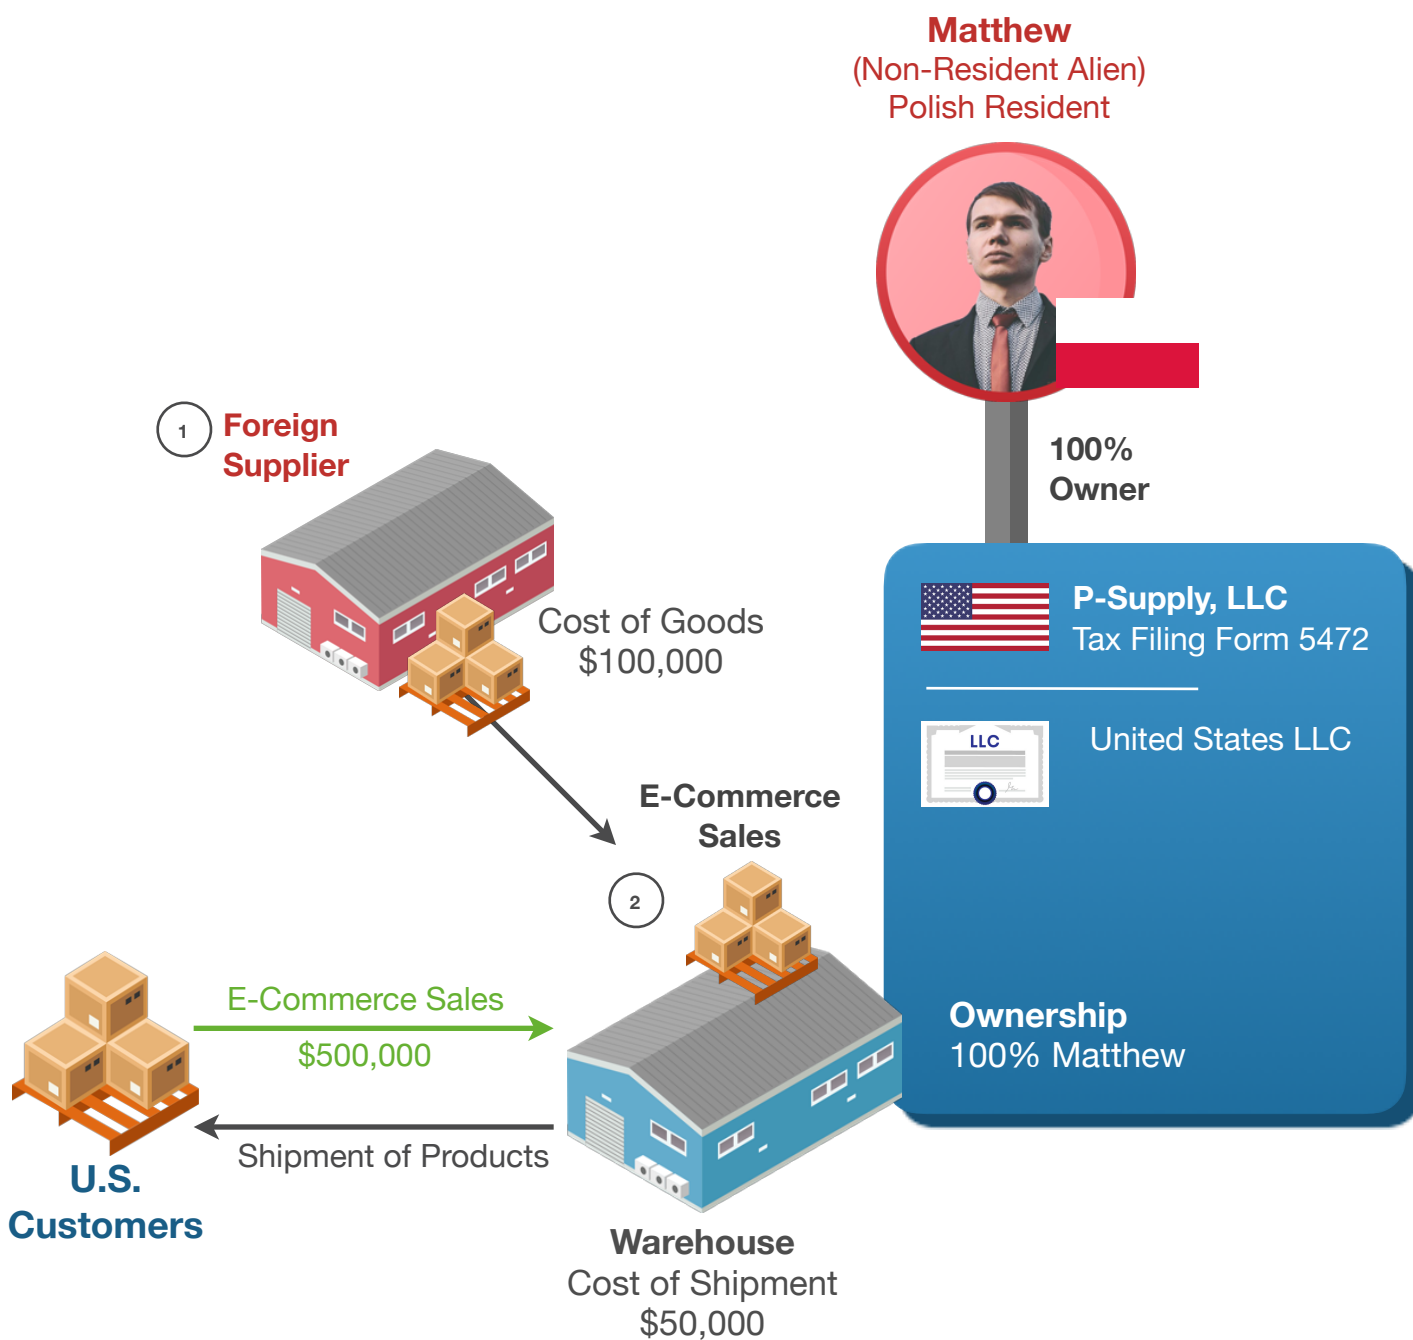 Matthew
(Non-Resident Alien)
Polish Resident
1
Foreign
Supplier
100%
Owner
Cost of Goods
$100,000
P-Supply, LLC
Tax Filing Form 5472
LLC
United States LLC
E-Commerce
Sales
2
E-Commerce Sales
$500,000
Shipment of Products
Ownership
100% Matthew
U.S.
Customers
Warehouse
Cost of Shipment
$50,000